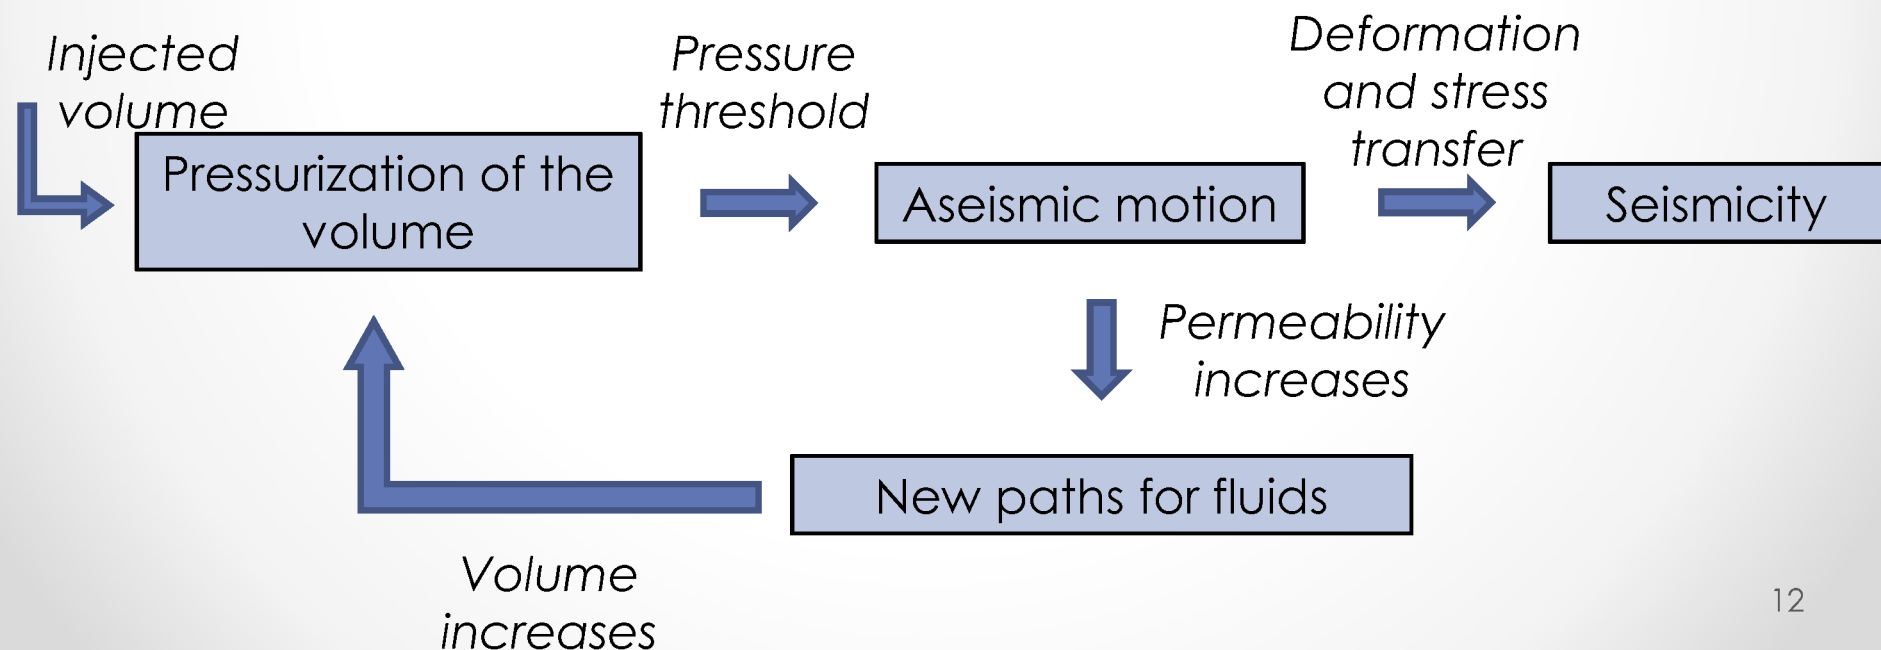 Injected
volume
Pressurization of the
volume
Pressure
threshold
Aseismic motion
Deformation
and stress
transfer
Seismicity
Permeability
increases
New paths for fluids
Volume
increases
12